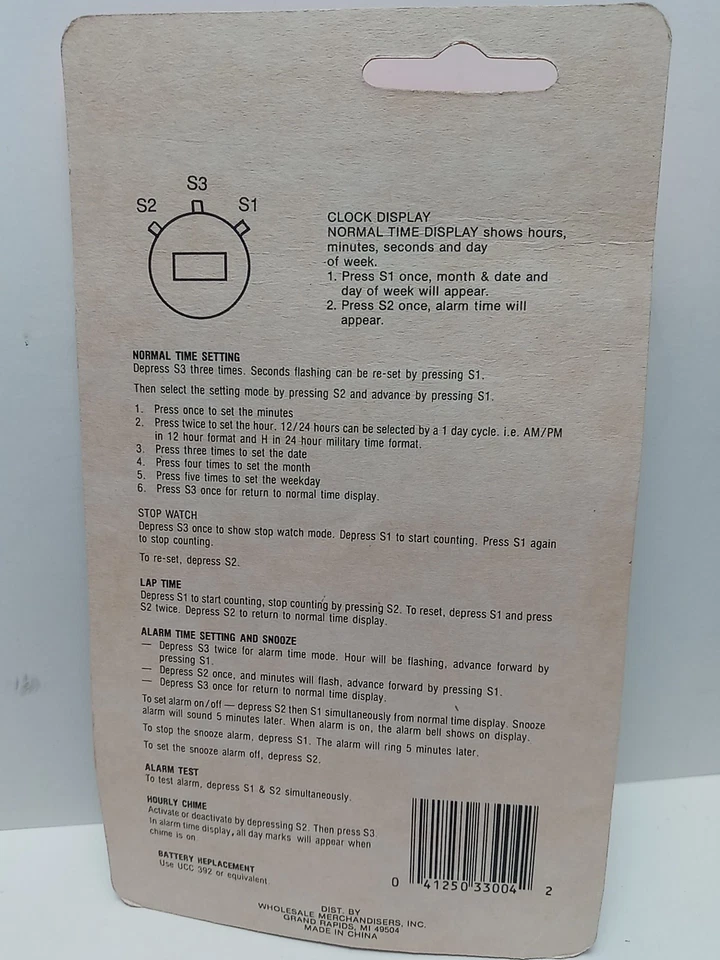 S3
S2
S1
CLOCK DISPLAY
NORMAL TIME DISPLAY shows hours,
minutes, seconds and day
of week.
1. Press S1 once, month & date and
day of week will appear.
2. Press S2 once, alarm time will
appear.
NORMAL TIME SETTING
Depress S3 three times. Seconds flashing can be re-set by pressing S1.
Then select the setting mode by pressing S2 and advance by pressing S1.
1. Press once to set the minutes
2. Press twice to set the hour. 12/24 hours can be selected by a 1 day cycle. i.e. AM/PM
in 12 hour format and H in 24 hour military time format.
3. Press three times to set the date
4. Press four times to set the month
5. Press five times to set the weekday
6. Press S3 once for return to normal time display.
STOP WATCH
Depress S3 once to show stop watch mode. Depress S1 to start counting. Press S1 again
to stop counting.
To re-set, depress S2.
LAP TIME
Depress S1 to start counting, stop counting by pressing S2. To reset, depress S1 and press
S2 twice. Depress S2 to return to normal time display.
ALARM TIME SETTING AND SNOOZE
— Depress S3 twice for alarm time mode. Hour will be flashing, advance forward by
pressing S1.
— Depress S2 once, and minutes will flash, advance forward by pressing S1.
— Depress S3 once for return to normal time display.
To set alarm on/off — depress S2 then S1 simultaneously from normal time display. Snooze
alarm will sound 5 minutes later. When alarm is on, the alarm bell shows on display.
To stop the snooze alarm, depress S1. The alarm will ring 5 minutes later.
To set the snooze alarm off, depress S2.
ALARM TEST
To test alarm, depress S1 & S2 simultaneously.
HOURLY CHIME
Activate or deactivate by depressing S2. Then press S3.
In alarm time display, all day marks will appear when
chime is on.
BATTERY REPLACEMENT
Use UCC 392 or equivalent
0 41250 33004 2
DIST. BY
WHOLESALE MERCHANDISERS, INC.
GRAND RAPIDS, MI 49504
MADE IN CHINA